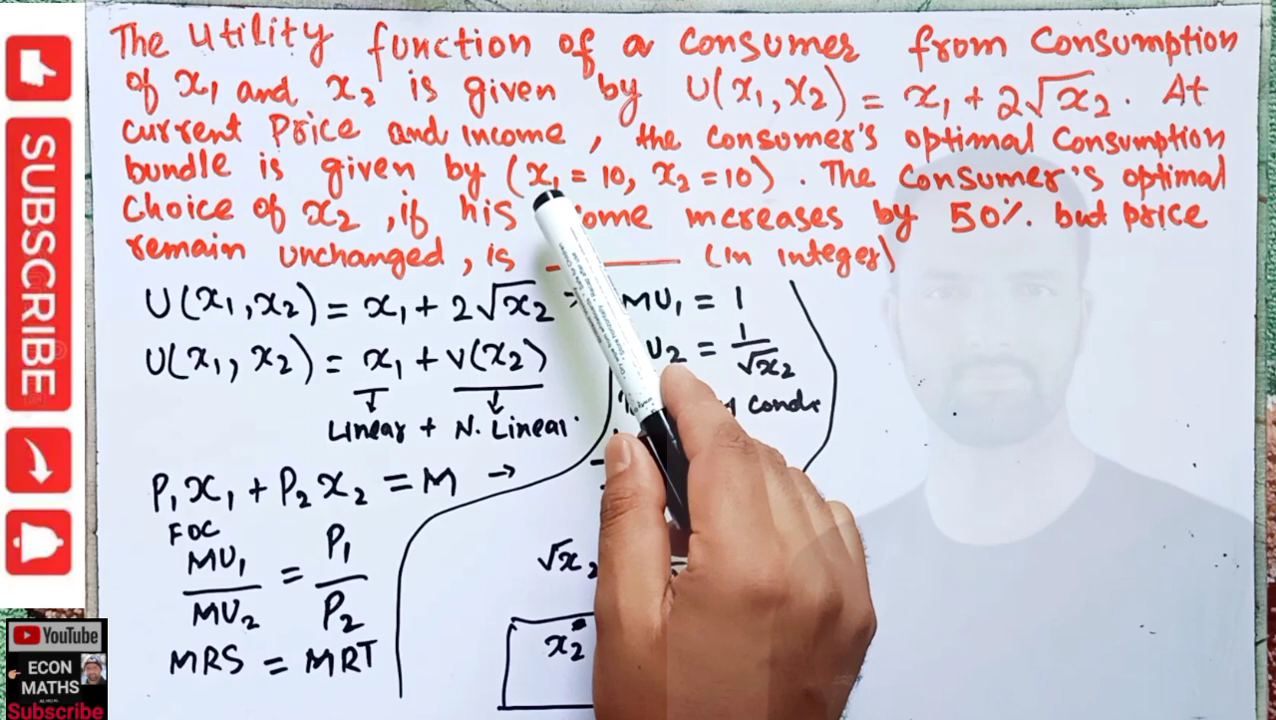 The Utility function of a consumer from Consumption
of x₁ and x₂ is given by U(x₁,x₂) = x₁ + 2√x₂. At
current Price and income, the consumer's optimal Consumption
bundle is given by (x₁ = 10, x₂ = 10). The Consumer's optimal
Choice of x₂, if his ome increases by 50%. but price
remain unchanged, is ______ (in integer)
U(x₁,x₂) = x₁ + 2√x₂
U(x₁,x₂) = x₁ + v(x₂)
Linear + N. Linear
P₁x₁ + P₂x₂ = M →
FOC
MU₁/MU₂ = P₁/P₂
MRS = MRT
MU₁ = 1
U₂ = 1/√x₂
Cond
√x₂
x₂*
SUBSCRIBE
YouTube
ECON
MATHS
Subscribe